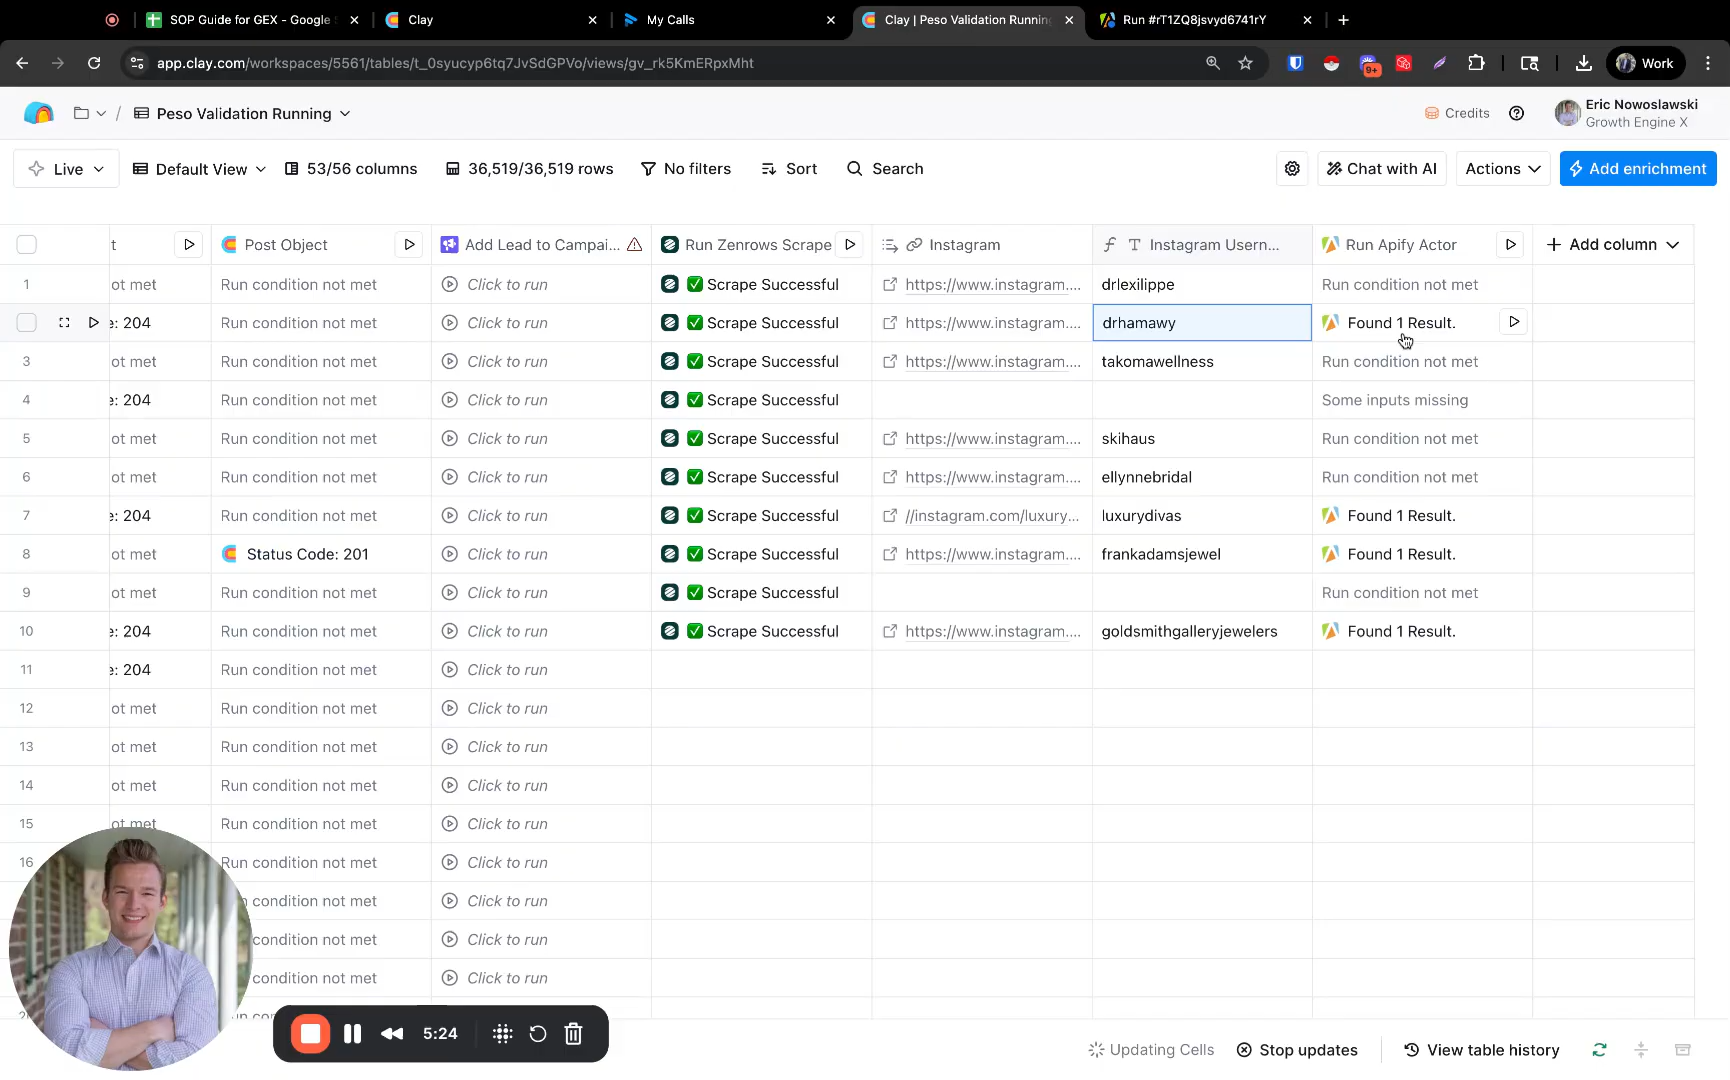 SOP Guide for GEX - Google S
Clay
My Calls
Clay | Peso Validation Running
Run #rT1ZQ8jsvyd6741rY
app.clay.com/workspaces/5561/tables/t_0syucyp6tq7JvSdGPVo/views/gv_rk5KmERpxMht
9+
Work
/
Peso Validation Running
Credits
Eric Nowoslawski
Growth Engine X
Live
Default View
53/56 columns
36,519/36,519 rows
No filters
Sort
Search
Chat with AI
Actions
Add enrichment
t
Post Object
Add Lead to Campai...
Run Zenrows Scrape
Instagram
Instagram Usern...
Run Apify Actor
Add column
1 ot met Run condition not met Click to run Scrape Successful https://www.instagram.... drlexilippe Run condition not met
e: 204 Run condition not met Click to run Scrape Successful https://www.instagram.... drhamawy Found 1 Result.
3 ot met Run condition not met Click to run Scrape Successful https://www.instagram.... takomawellness Run condition not met
4 e: 204 Run condition not met Click to run Scrape Successful Some inputs missing
5 ot met Run condition not met Click to run Scrape Successful https://www.instagram.... skihaus Run condition not met
6 ot met Run condition not met Click to run Scrape Successful https://www.instagram.... ellynnebridal Run condition not met
7 e: 204 Run condition not met Click to run Scrape Successful //instagram.com/luxury... luxurydivas Found 1 Result.
8 ot met Status Code: 201 Click to run Scrape Successful https://www.instagram.... frankadamsjewel Found 1 Result.
9 ot met Run condition not met Click to run Scrape Successful Run condition not met
10 e: 204 Run condition not met Click to run Scrape Successful https://www.instagram.... goldsmithgalleryjewelers Found 1 Result.
11 e: 204 Run condition not met Click to run
12 ot met Run condition not met Click to run
13 ot met Run condition not met Click to run
14 ot met Run condition not met Click to run
15 ot met Run condition not met Click to run
16 Run condition not met Click to run
n condition not met Click to run
condition not met Click to run
condition not met Click to run
5:24
Updating Cells
Stop updates
View table history